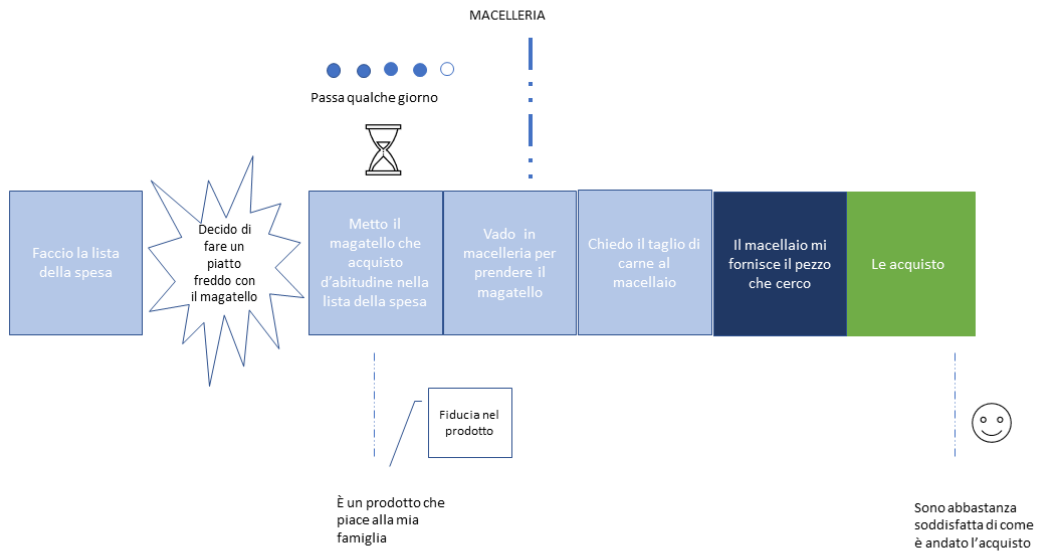 MACELLERIA
Passa qualche giorno
Faccio la lista
della spesa
Decido di
fare un
piatto
freddo con
il magatello
Metto il
magatello che
acquisto
d'abitudine nella
lista della spesa
Vado in
macelleria per
prendere il
magatello
Chiedo il taglio di
carne al
macellaio
Il macellaio mi
fornisce il pezzo
che cerco
Le acquisto
Fiducia nel
prodotto
È un prodotto che
piace alla mia
famiglia
Sono abbastanza
soddisfatta di come
è andato l'acquisto